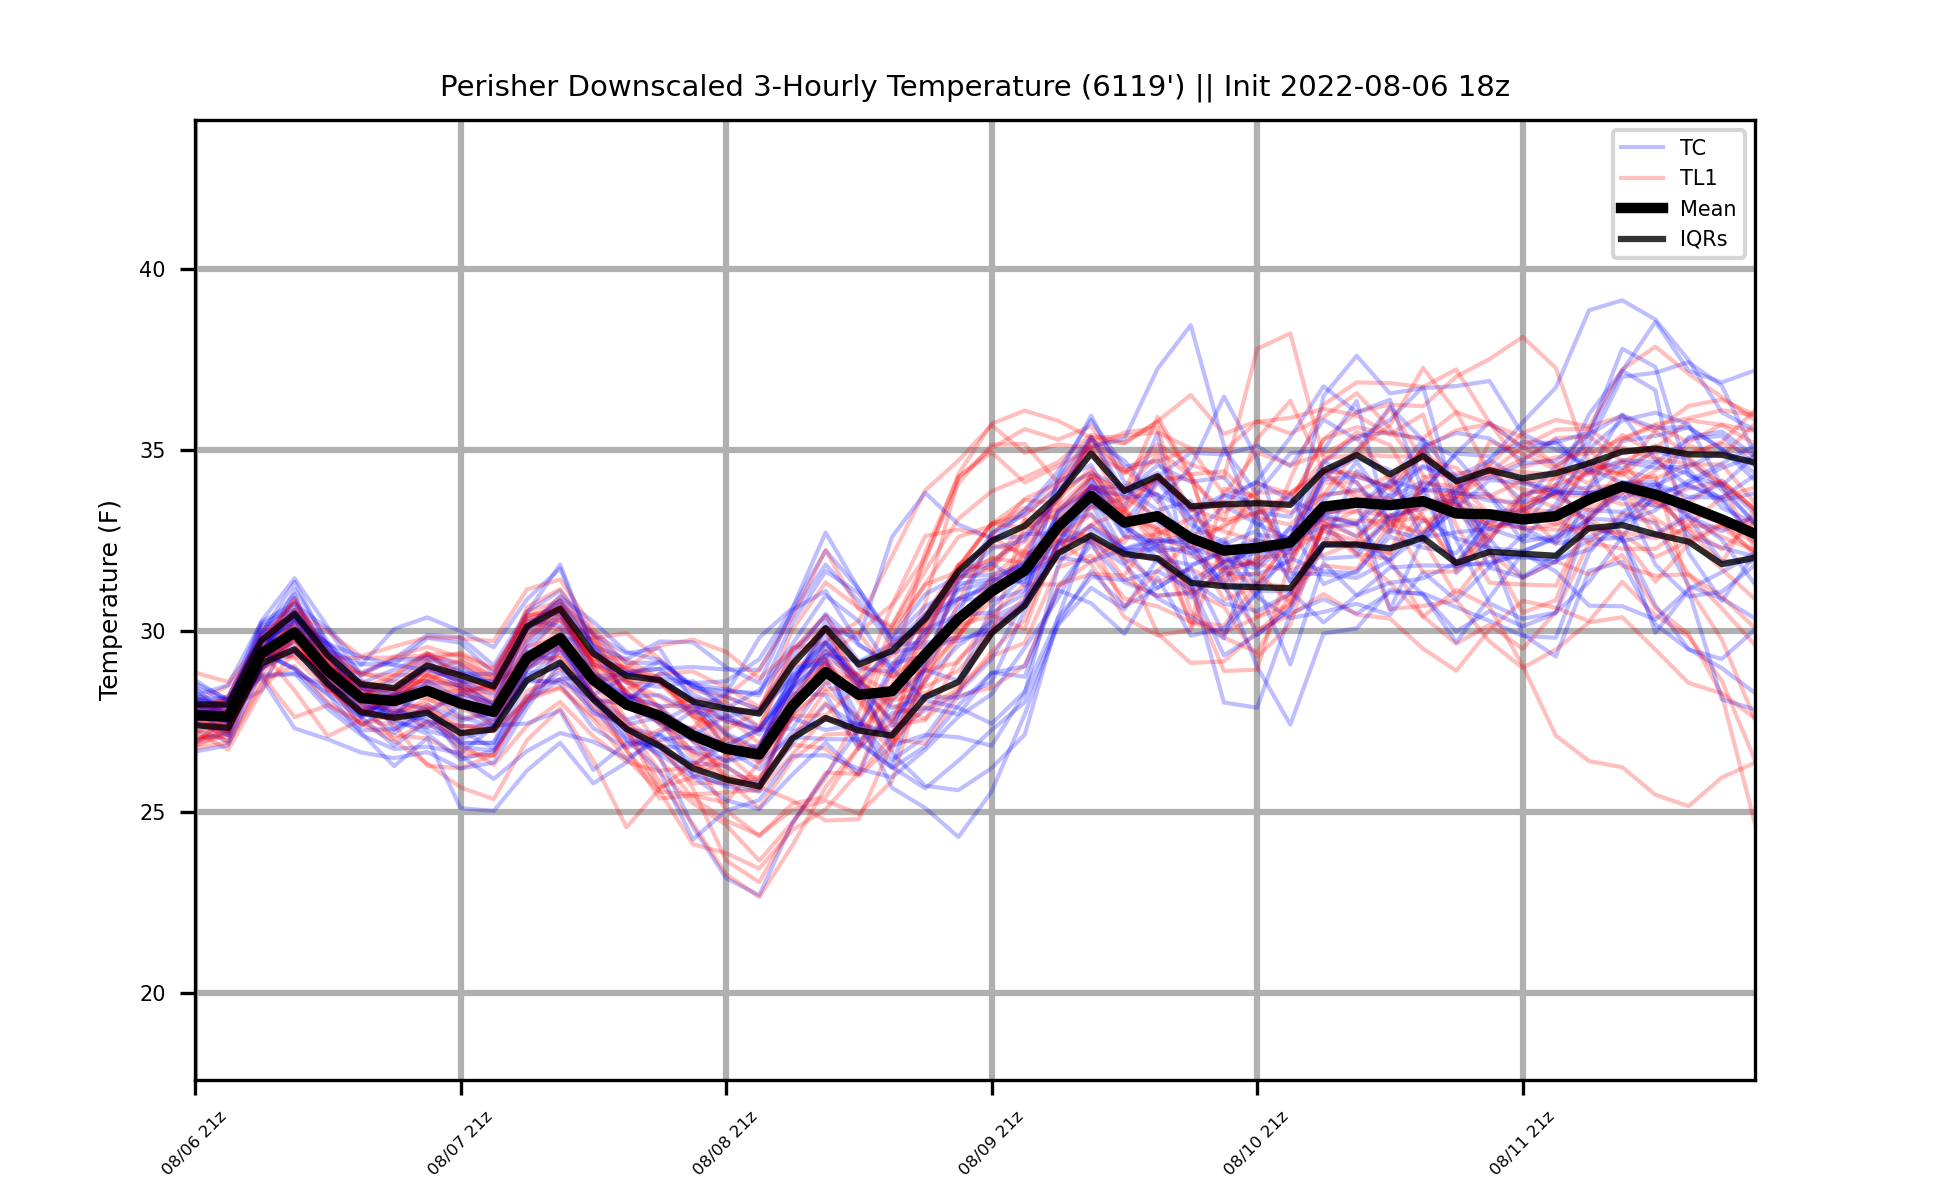 Perisher Downscaled 3-Hourly Temperature (6119') || Init 2022-08-06 18z
TC
TL1
Mean
IQRs
Temperature (F)
40
35
30
25
20
08/06 21z
08/07 21z
08/08 21z
08/09 21z
08/10 21z
08/11 21z